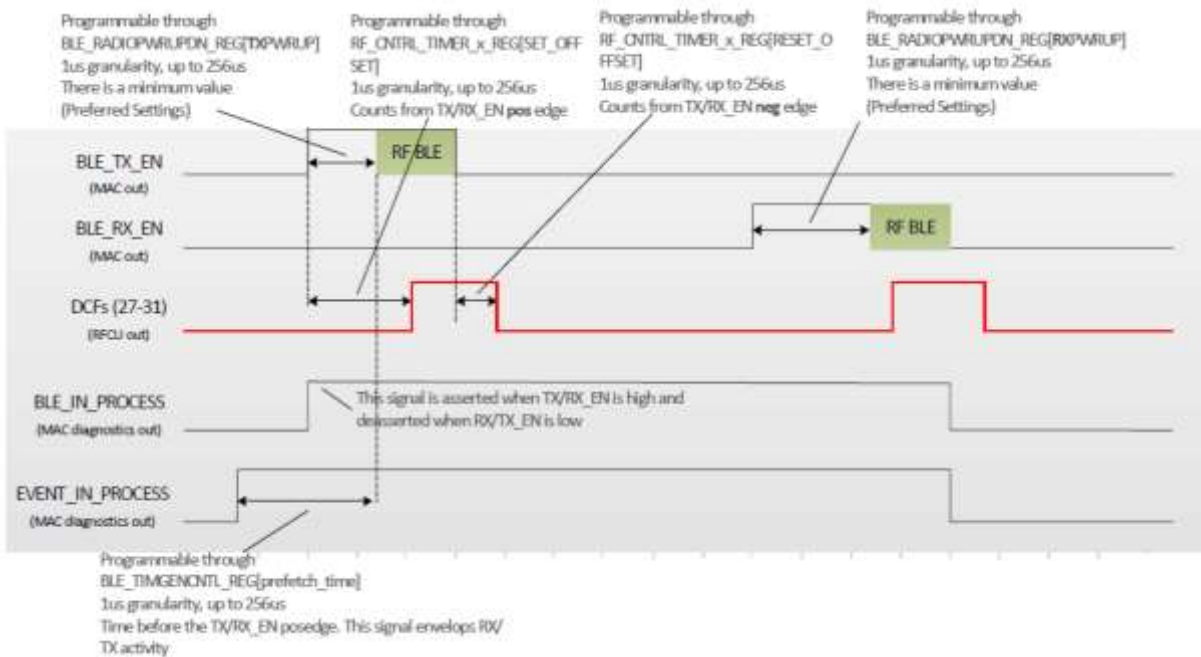 Programmable through
BLE_RADIOPWRUPDN_REG[TXPWRUP]
1us granularity, up to 256us
There is a minimum value
(Preferred Settings)
Programmable through
RF_CNTRL_TIMER_x_REG[SET_OFF
SET]
1us granularity, up to 256us
Counts from TX/RX_EN pos edge
Programmable through
RF_CNTRL_TIMER_x_REG[RESET_O
FFSET]
1us granularity, up to 256us
Counts from TX/RX_EN neg edge
Programmable through
BLE_RADIOPWRUPDN_REG[RXPWRUP]
1us granularity, up to 256us
There is a minimum value
(Preferred Settings)
BLE_TX_EN
(MAC out)
RF BLE
BLE_RX_EN
(MAC out)
RF BLE
DCFs (27-31)
(RFCU out)
BLE_IN_PROCESS
(MAC diagnostics out)
This signal is asserted when TX/RX_EN is high and
deasserted when RX/TX_EN is low
EVENT_IN_PROCESS
(MAC diagnostics out)
Programmable through
BLE_TIMGENCNTL_REG[prefetch_time]
1us granularity, up to 256us
Time before the TX/RX_EN posedge. This signal envelops RX/
TX activity